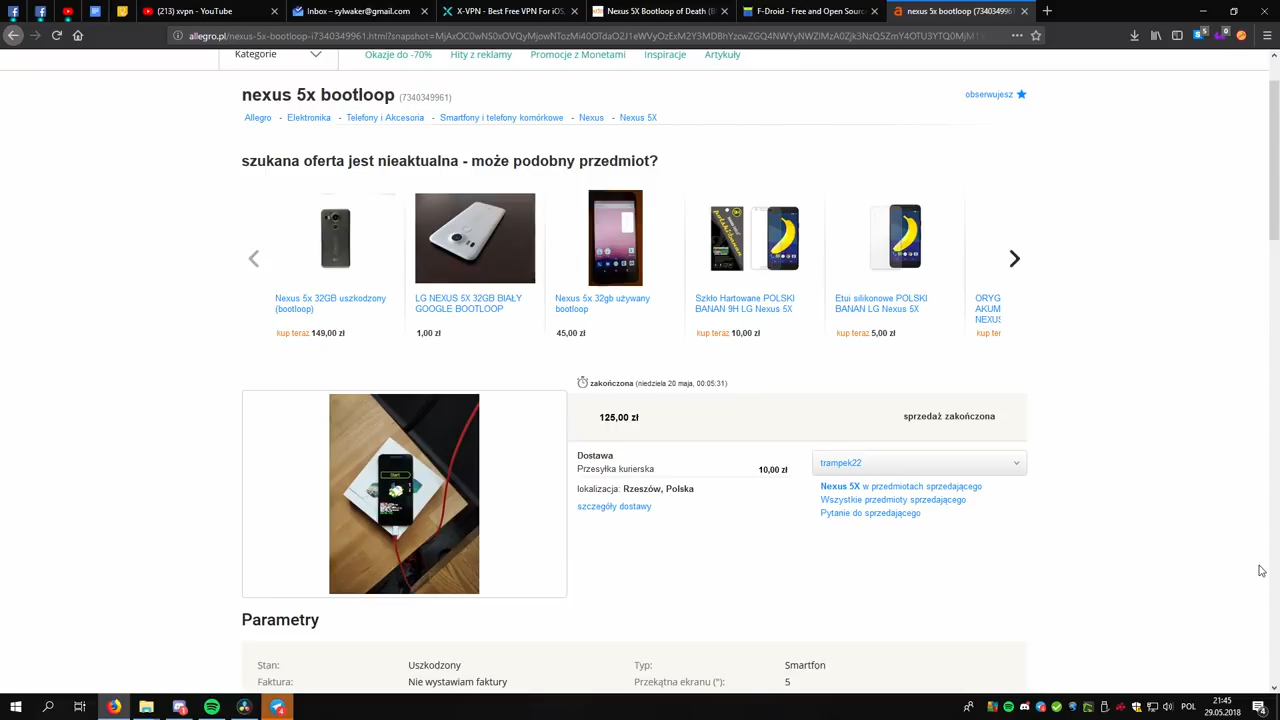 (213) vpnn - YouTube
X-VPN - Best Free VPN For iOS,
Nexus 5X Bootloop of Death (B
F-Droid - Free and Open Source
nexus 5x bootloop (7340349961
allegro.pl/nexus-5x-bootloop-i7340349961.html?snapshot=
Kategorie
Okazje do -70%
Hity z reklamy
Promocje z Monetami
Inspiracje
Artykuły
nexus 5x bootloop (7340349961)
obserwujesz
Allegro - Elektronika - Telefony i Akcesoria - Smartfony i telefony komórkowe - Nexus - Nexus 5X
szukana oferta jest nieaktualna - może podobny przedmiot?
Nexus 5x 32GB uszkodzony
(bootloop)
kup teraz 149,00 zł
LG NEXUS 5X 32GB BIAŁY
GOOGLE BOOTLOOP
1,00 zł
Nexus 5x 32gb używany
bootloop
45,00 zł
Szkło Hartowane POLSKI
BANAN 9H LG Nexus 5X
kup teraz 10,00 zł
Etui silikonowe POLSKI
BANAN LG Nexus 5X
kup teraz 5,00 zł
ORYG
AKUM
NEXUS
kup ter
zakończona (niedziela 20 maja, 00:05:31)
125,00 zł
sprzedaż zakończona
Start
Dostawa
Przesyłka kurierska 10,00 zł
lokalizacja: Rzeszów, Polska
szczegóły dostawy
trampek22
Nexus 5X w przedmiotach sprzedającego
Wszystkie przedmioty sprzedającego
Pytanie do sprzedającego
Parametry
Stan: Uszkodzony
Typ: Smartfon
Faktura: Nie wystawiam faktury
Przekątna ekranu ("): 5
POL
21:45
29.05.2018